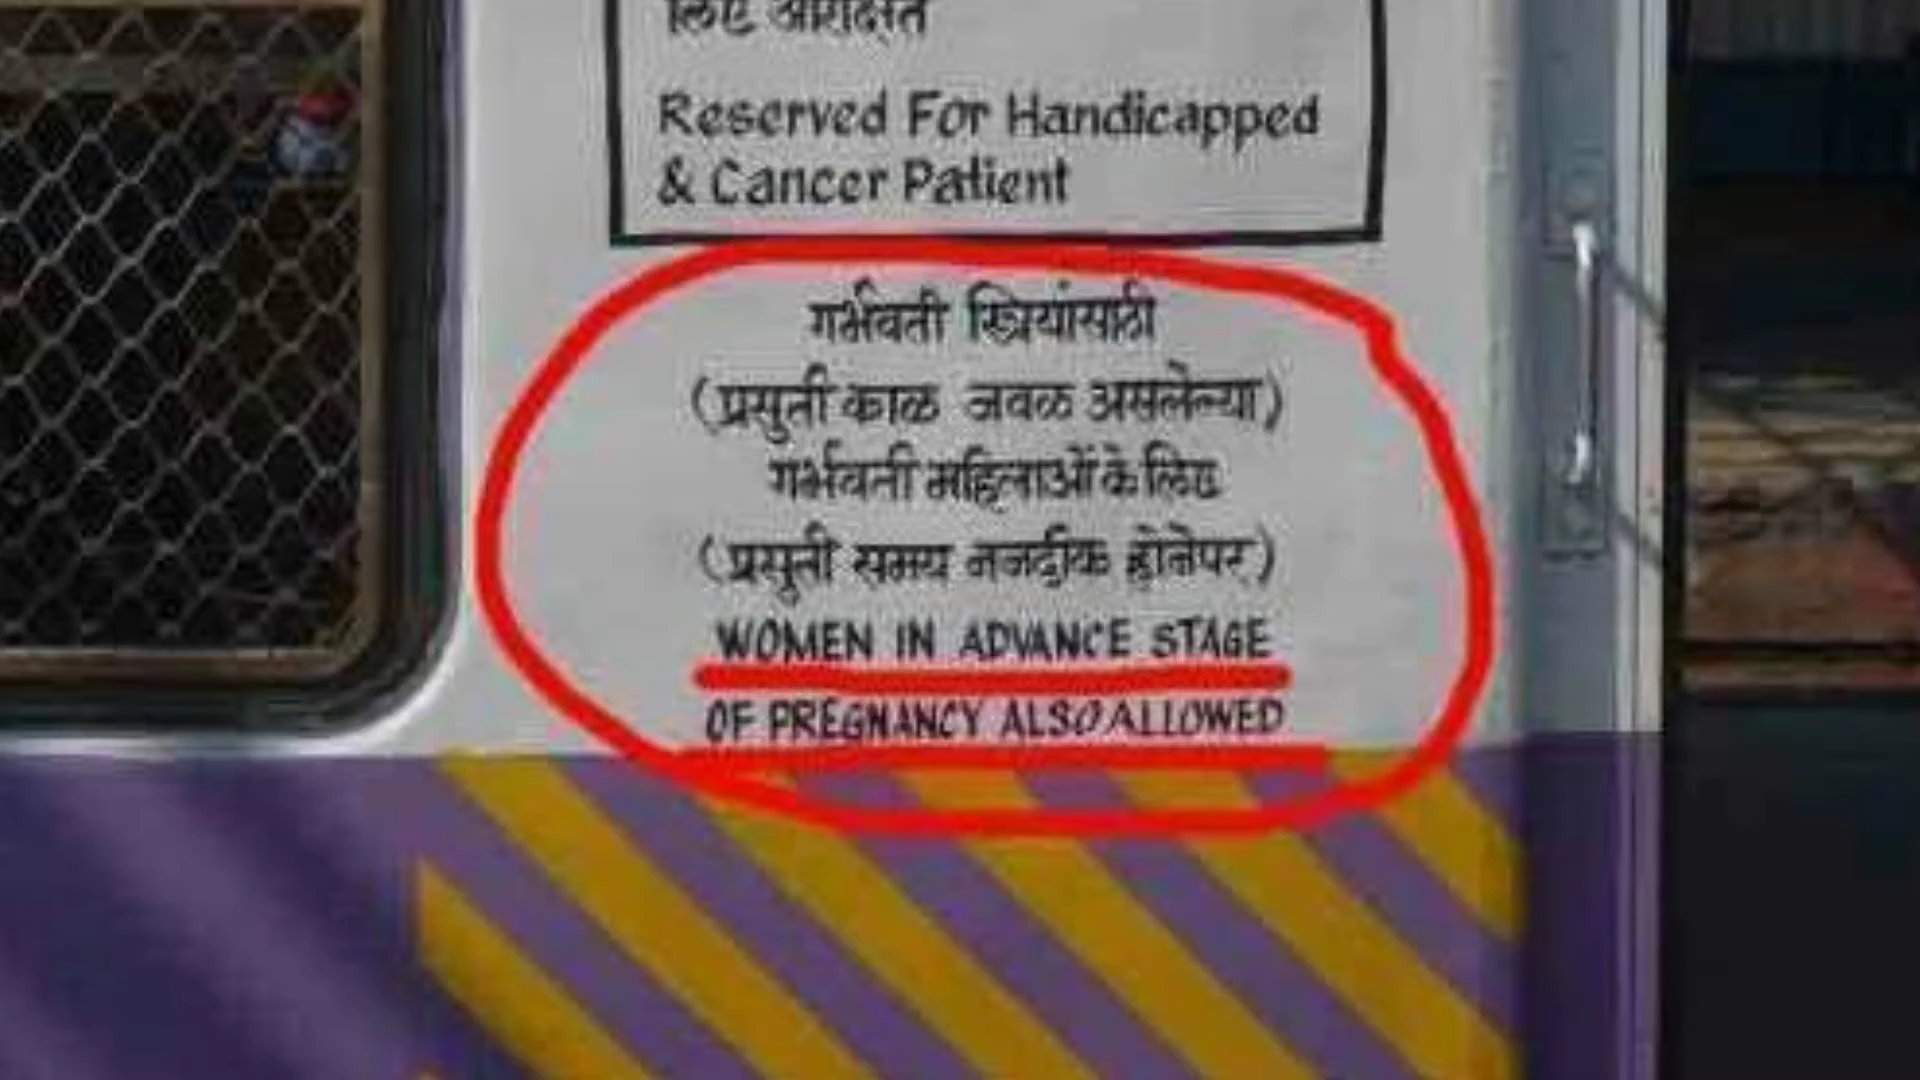 लिए आरक्षित
Reserved For Handicapped
& Cancer Patient
गर्भवती स्त्रियांसाठी
(प्रसुती काळ जवळ असलेल्या)
गर्भवती महिलाओं के लिए
(प्रसुती समय नजदीक होनेपर)
WOMEN IN ADVANCE STAGE
OF PREGNANCY ALSO ALLOWED